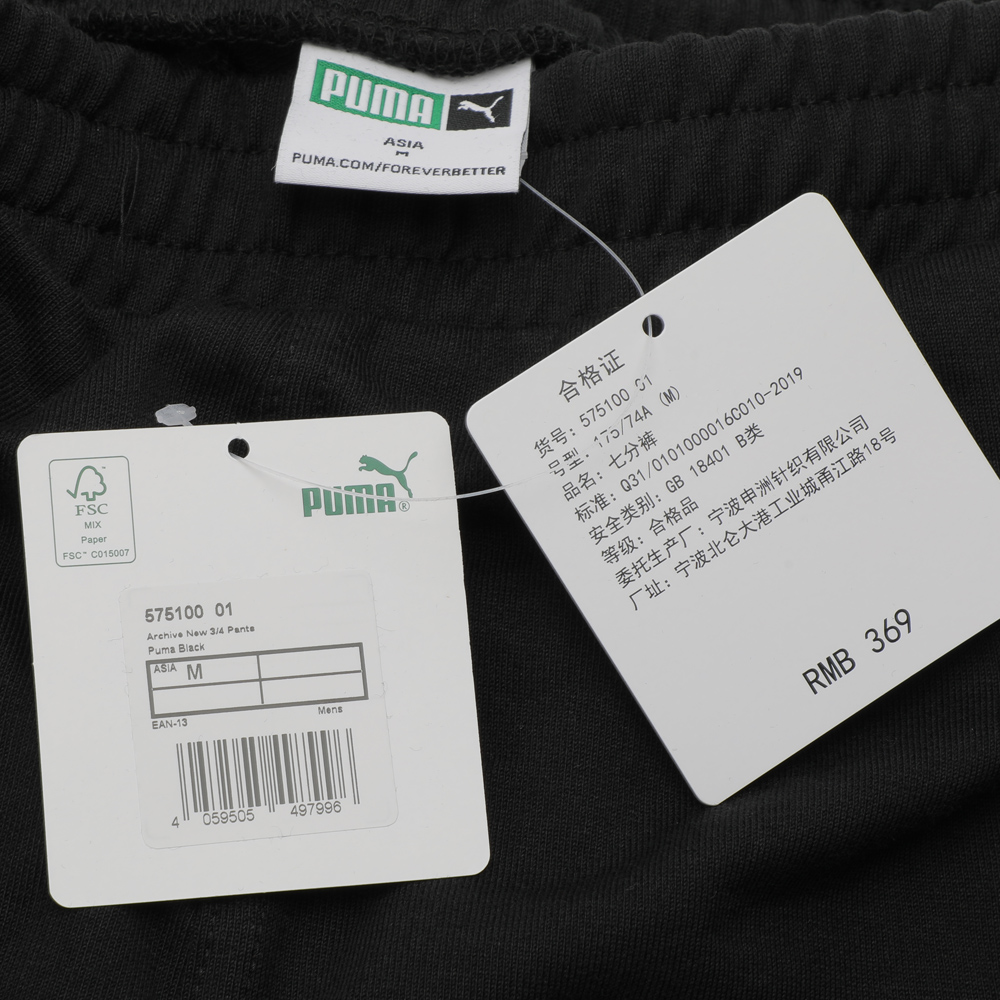 PUMA
ASIA
M
PUMA.COM/FOREVERBETTER
FSC
MIX
Paper
FSC™ C015007
PUMA®
575100 01
Archive New 3/4 Pants
Puma Black
ASIA M
EAN-13 Mens
4 059505 497996
合格证
货号: 575100 01
号型: 175/74A (M)
品名: 七分裤
标准: Q31/0101000016C010-2019
安全类别: GB 18401 B类
等级: 合格品
委托生产厂: 宁波申洲针织有限公司
厂址: 宁波北仑大港工业城甬江路18号
RMB 369